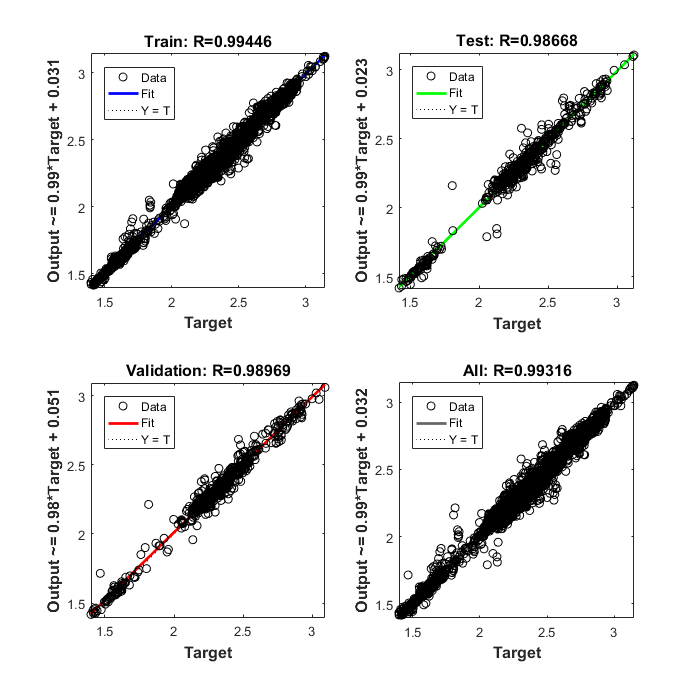 Train: R=0.99446
Output ~= 0.99*Target + 0.031
3
2.5
2
1.5
Data
Fit
Y = T
1.5 2 2.5 3
Target
Test: R=0.98668
Output ~= 0.99*Target + 0.023
3
2.5
2
1.5
Data
Fit
Y = T
1.5 2 2.5 3
Target
Validation: R=0.98969
Output ~= 0.98*Target + 0.051
3
2.5
2
1.5
Data
Fit
Y = T
1.5 2 2.5 3
Target
All: R=0.99316
Output ~= 0.99*Target + 0.032
3
2.5
2
1.5
Data
Fit
Y = T
1.5 2 2.5 3
Target